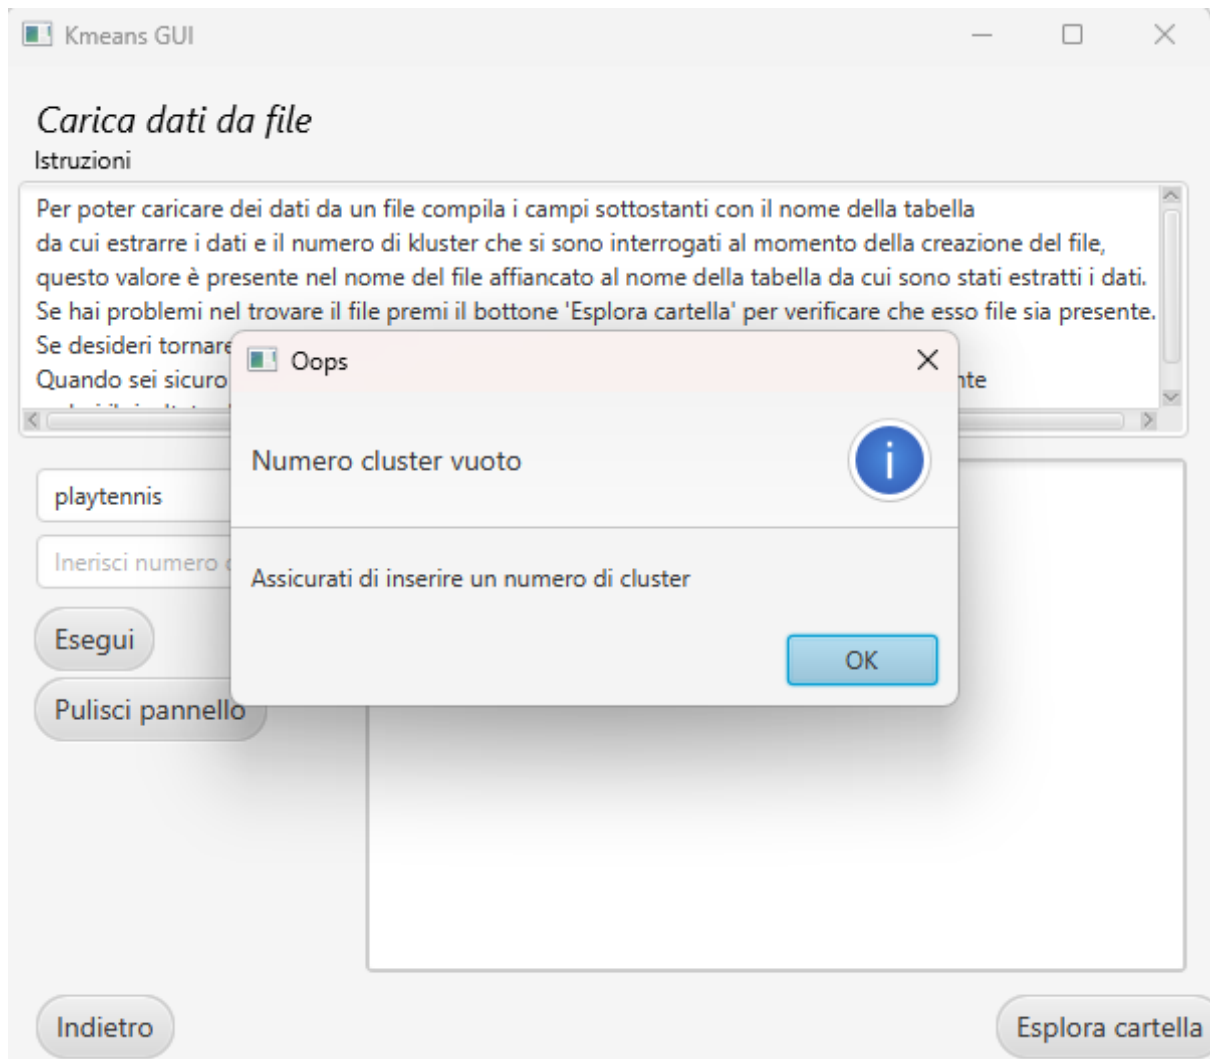 Kmeans GUI
Carica dati da file
Istruzioni
Per poter caricare dei dati da un file compila i campi sottostanti con il nome della tabella
da cui estrarre i dati e il numero di kluster che si sono interrogati al momento della creazione del file,
questo valore è presente nel nome del file affiancato al nome della tabella da cui sono stati estratti i dati.
Se hai problemi nel trovare il file premi il bottone 'Esplora cartella' per verificare che esso file sia presente.
Se desideri tornare
Quando sei sicuro
Oops
Numero cluster vuoto
Assicurati di inserire un numero di cluster
OK
playtennis
Inerisci numero
Esegui
Pulisci pannello
Indietro
Esplora cartella